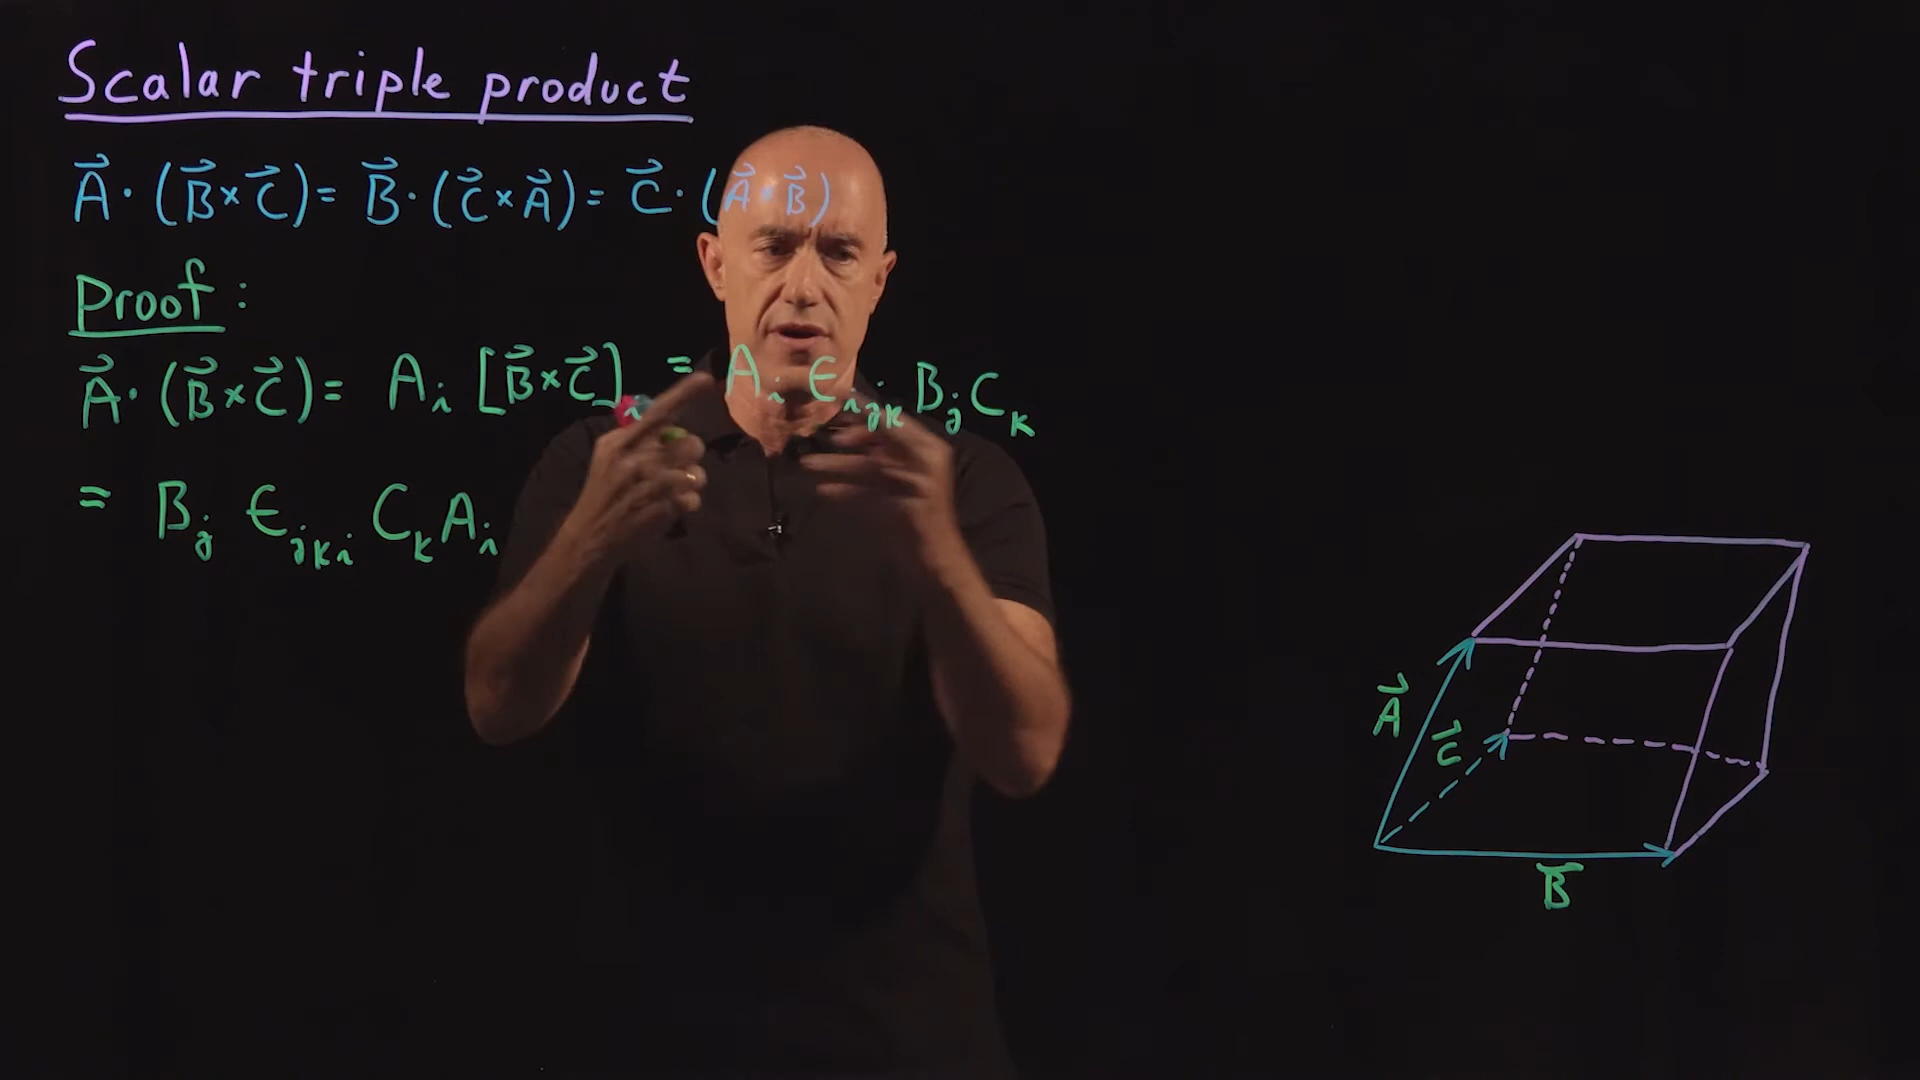 Scalar triple product
A⃗ · (B⃗ × C⃗) = B⃗ · (C⃗ × A⃗) = C⃗ · (A⃗ × B⃗)
Proof :
A⃗ · (B⃗ × C⃗) = Aᵢ [B⃗ × C⃗]ᵢ = Aᵢ ϵᵢⱼₖ Bⱼ Cₖ
= Bⱼ ϵⱼₖᵢ Cₖ Aᵢ
A⃗
C⃗
B⃗